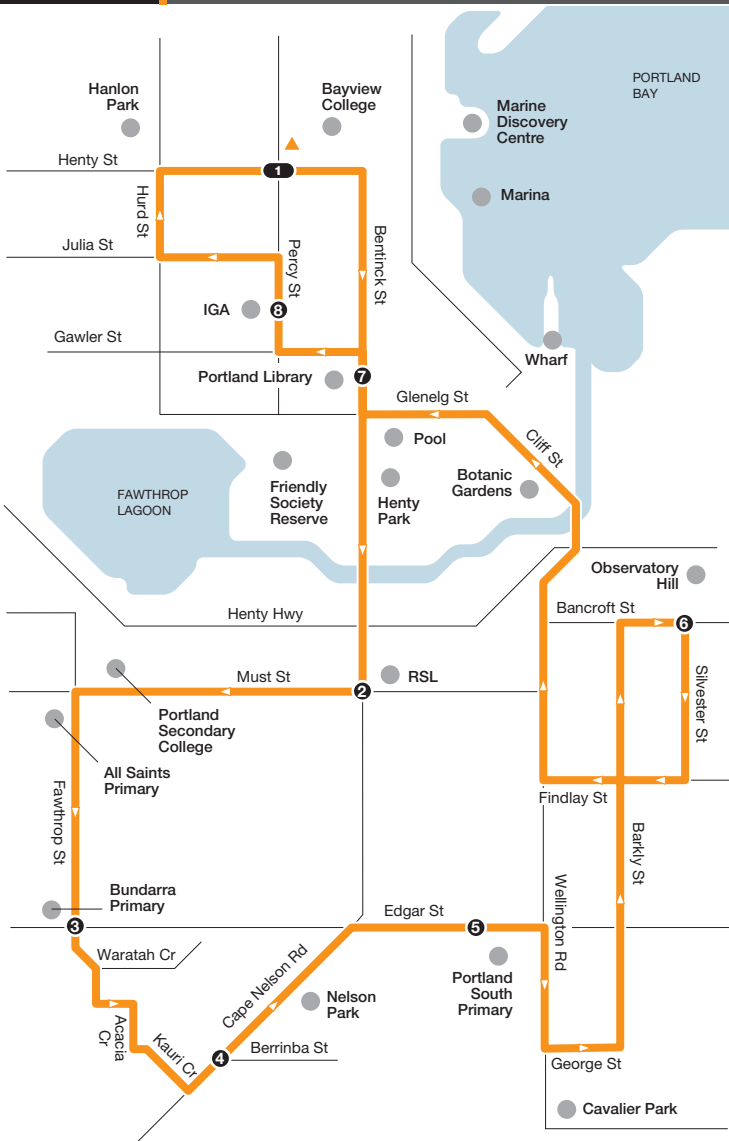 PORTLAND
BAY
Hanlon
Park
Bayview
College
Marine
Discovery
Centre
Henty St
1
Marina
Hurd St
Julia St
Percy St
Bentinck St
IGA
8
Gawler St
Wharf
Portland Library
7
Glenelg St
Pool
Cliff St
FAWTHROP
LAGOON
Friendly
Society
Reserve
Henty
Park
Botanic
Gardens
Observatory
Hill
Henty Hwy
Bancroft St
6
Must St
2
RSL
Silvester St
Portland
Secondary
College
All Saints
Primary
Fawthrop St
Findlay St
Barkly St
Bundarra
Primary
3
Edgar St
5
Wellington Rd
Waratah Cr
Cape Nelson Rd
Portland
South
Primary
Nelson
Park
Acacia
Cr
Kauri Cr
4
Berrinba St
George St
Cavalier Park